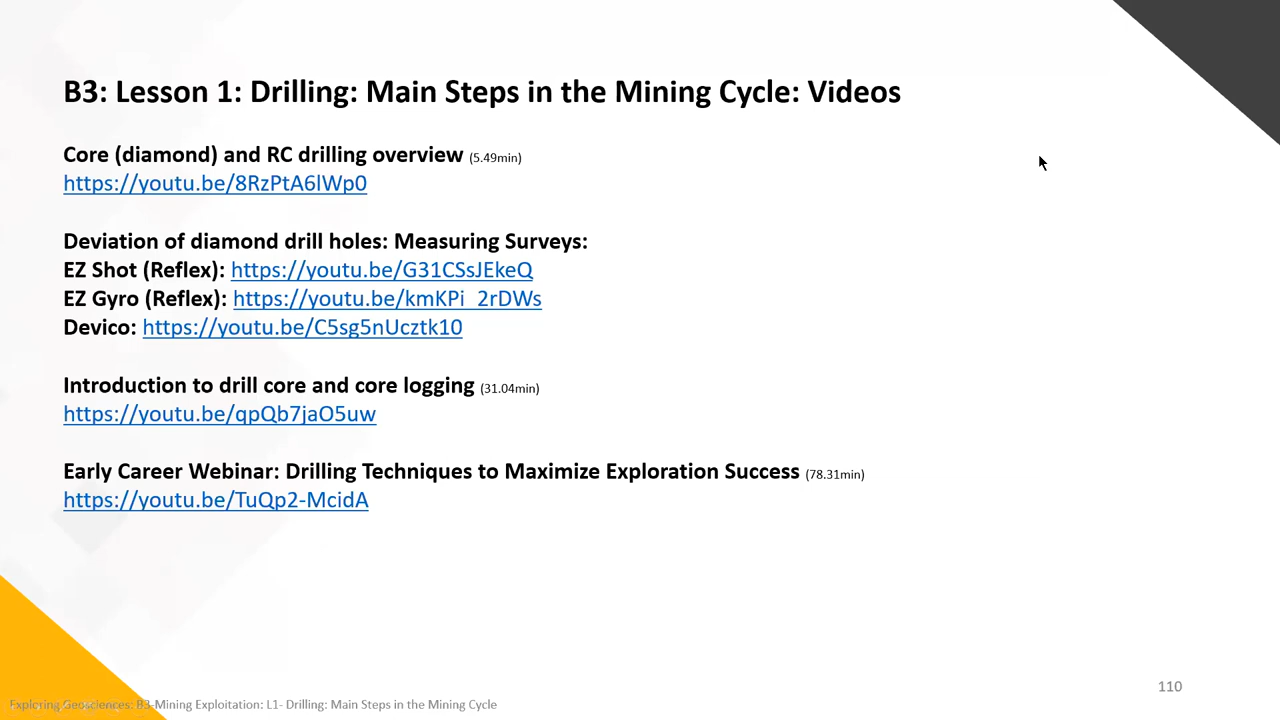 B3: Lesson 1: Drilling: Main Steps in the Mining Cycle: Videos
Core (diamond) and RC drilling overview (5.49min)
https://youtu.be/8RzPtA6lWp0
Deviation of diamond drill holes: Measuring Surveys:
EZ Shot (Reflex): https://youtu.be/G31CSsJEkeQ
EZ Gyro (Reflex): https://youtu.be/kmKPi_2rDWs
Devico: https://youtu.be/C5sg5nUcztk10
Introduction to drill core and core logging (31.04min)
https://youtu.be/qpQb7jaO5uw
Early Career Webinar: Drilling Techniques to Maximize Exploration Success (78.31min)
https://youtu.be/TuQp2-McidA
110
Exploring Geosciences: B3-Mining Exploitation: L1- Drilling: Main Steps in the Mining Cycle